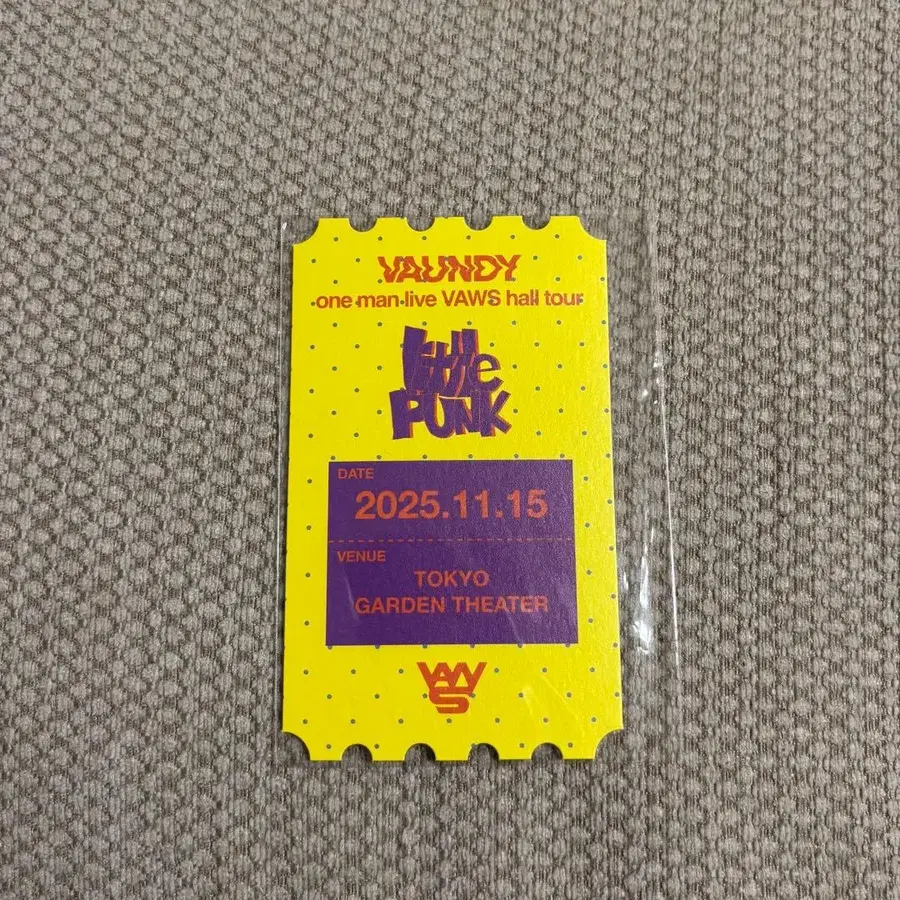 VAUNDY
one man live VAWS hall tour
little
PUNK
DATE
2025.11.15
VENUE
TOKYO
GARDEN THEATER
VAWS